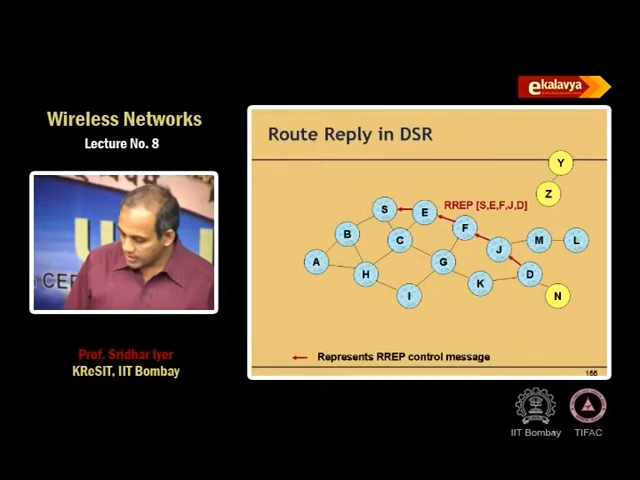 ekalavya
Wireless Networks
Lecture No. 8
Route Reply in DSR
Y
Z
S
E
RREP [S,E,F,J,D]
F
B
C
J
M
L
A
H
G
D
K
I
N
Represents RREP control message
Prof. Sridhar Iyer
KReSIT, IIT Bombay
IIT Bombay
TIFAC